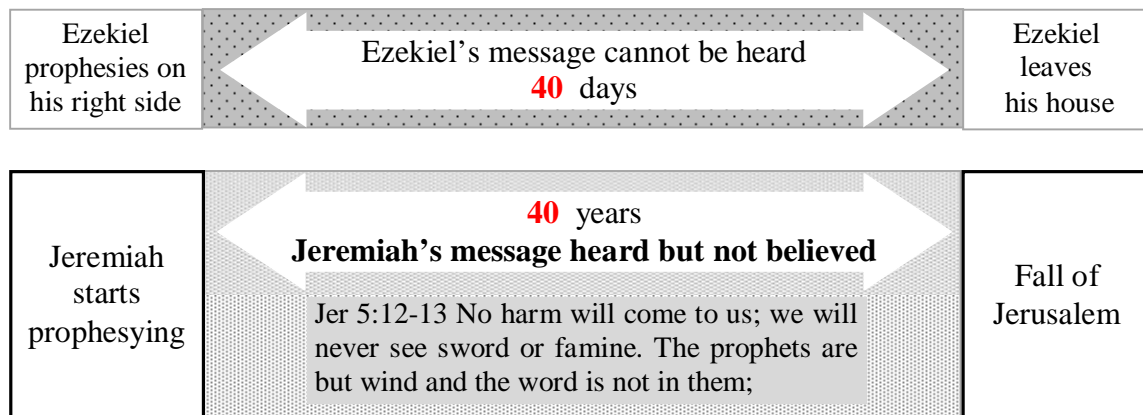 Ezekiel
prophesies on
his right side
Ezekiel’s message cannot be heard
40 days
Ezekiel
leaves
his house
Jeremiah
starts
prophesying
40 years
Jeremiah’s message heard but not believed
Jer 5:12-13 No harm will come to us; we will
never see sword or famine. The prophets are
but wind and the word is not in them;
Fall of
Jerusalem